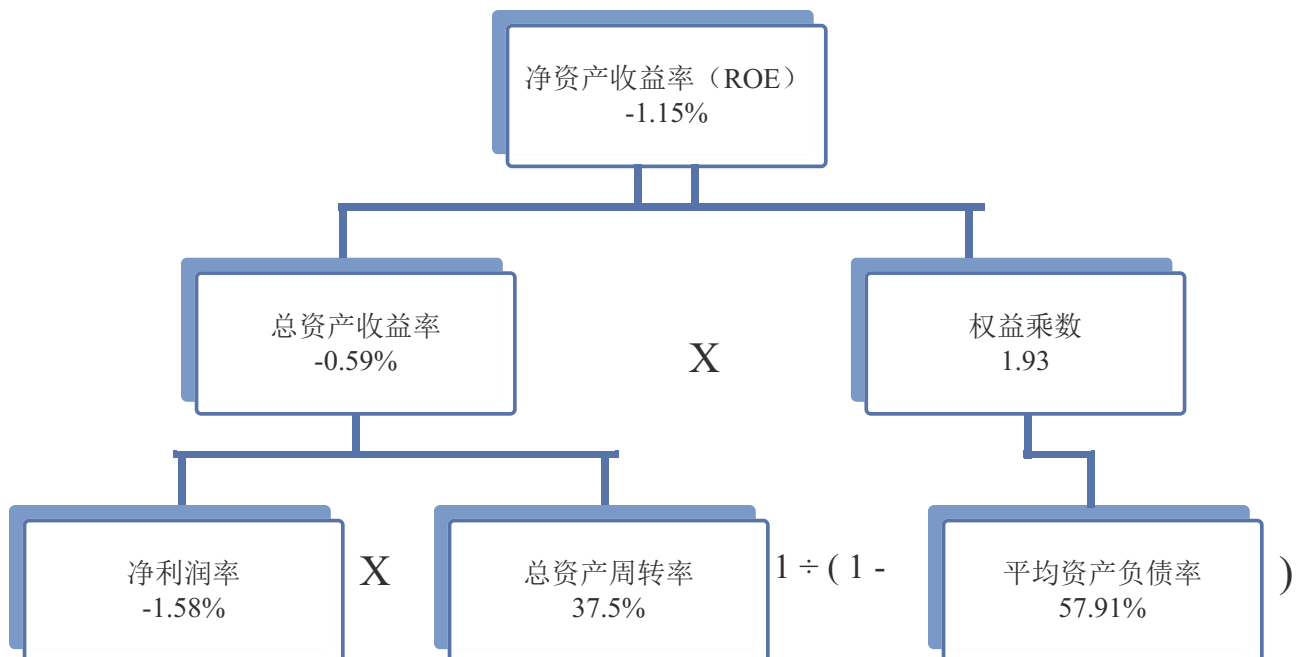 净资产收益率（ROE）
-1.15%
总资产收益率
-0.59%
X
权益乘数
1.93
净利润率
-1.58%
X
总资产周转率
37.5%
1 ÷ ( 1 -
平均资产负债率
57.91%
)